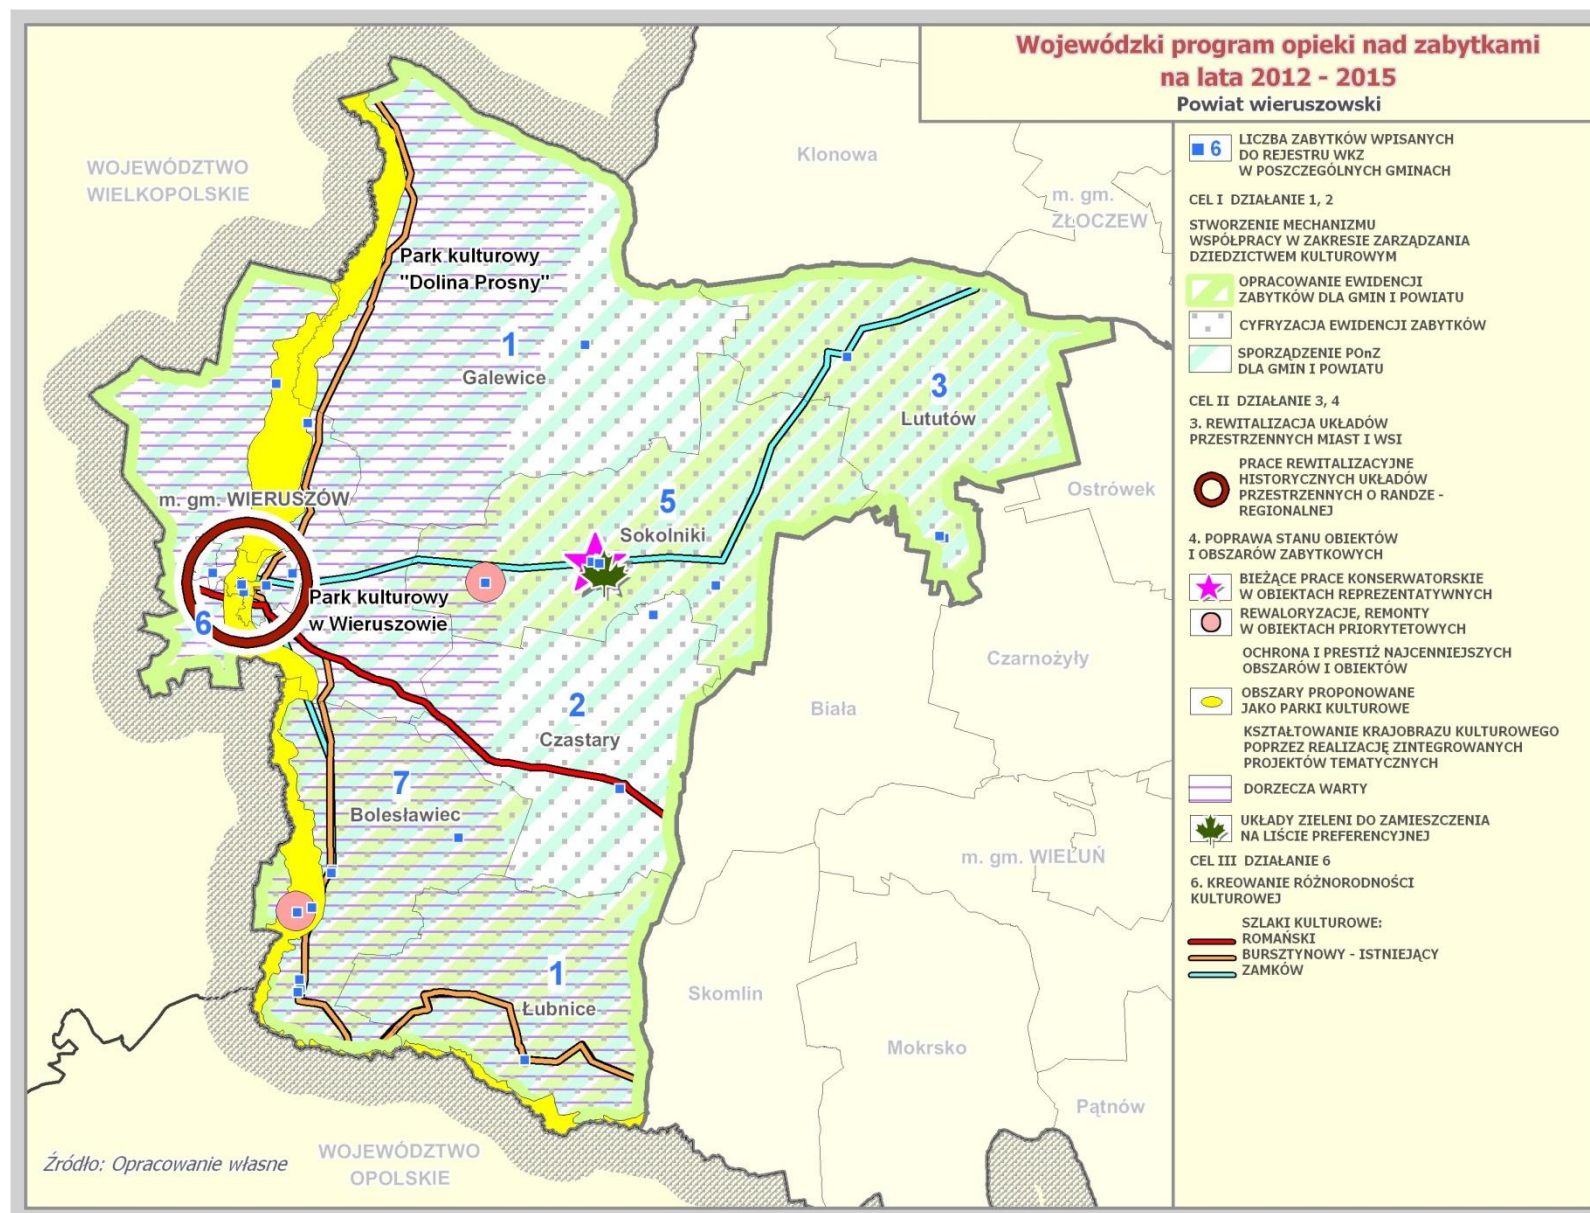 Wojewódzki program opieki nad zabytkami
na lata 2012 - 2015
Powiat wieruszowski
WOJEWÓDZTWO
WIELKOPOLSKIE
Klonowa
m. gm.
ZŁOCZEW
Park kulturowy
"Dolina Prosny"
1
Galewice
3
Lututów
m. gm. WIERUSZÓW
5
Sokolniki
Ostrówek
Park kulturowy
w Wieruszowie
6
Czarnożyły
2
Czastary
Biała
7
Bolesławiec
m. gm. WIELUŃ
1
Łubnice
Skomlin
Mokrsko
Pątnów
WOJEWÓDZTWO
OPOLSKIE
Źródło: Opracowanie własne
6
LICZBA ZABYTKÓW WPISANYCH
DO REJESTRU WKZ
W POSZCZEGÓLNYCH GMINACH
CEL I DZIAŁANIE 1, 2
STWORZENIE MECHANIZMU
WSPÓŁPRACY W ZAKRESIE ZARZĄDZANIA
DZIEDZICTWEM KULTUROWYM
OPRACOWANIE EWIDENCJI
ZABYTKÓW DLA GMIN I POWIATU
CYFRYZACJA EWIDENCJI ZABYTKÓW
SPORZĄDZENIE POnZ
DLA GMIN I POWIATU
CEL II DZIAŁANIE 3, 4
3. REWITALIZACJA UKŁADÓW
PRZESTRZENNYCH MIAST I WSI
PRACE REWITALIZACYJNE
HISTORYCZNYCH UKŁADÓW
PRZESTRZENNYCH O RANDZE -
REGIONALNEJ
4. POPRAWA STANU OBIEKTÓW
I OBSZARÓW ZABYTKOWYCH
BIEŻĄCE PRACE KONSERWATORSKIE
W OBIEKTACH REPREZENTATYWNYCH
REWALORYZACJE, REMONTY
W OBIEKTACH PRIORYTETOWYCH
OCHRONA I PRESTIŻ NAJCENNIEJSZYCH
OBSZARÓW I OBIEKTÓW
OBSZARY PROPONOWANE
JAKO PARKI KULTUROWE
KSZTAŁTOWANIE KRAJOBRAZU KULTUROWEGO
POPRZEZ REALIZACJĘ ZINTEGROWANYCH
PROJEKTÓW TEMATYCZNYCH
DORZECZA WARTY
UKŁADY ZIELENI DO ZAMIESZCZENIA
NA LIŚCIE PREFERENCYJNEJ
CEL III DZIAŁANIE 6
6. KREOWANIE RÓŻNORODNOŚCI
KULTUROWEJ
SZLAKI KULTUROWE:
ROMAŃSKI
BURSZTYNOWY - ISTNIEJĄCY
ZAMKÓW